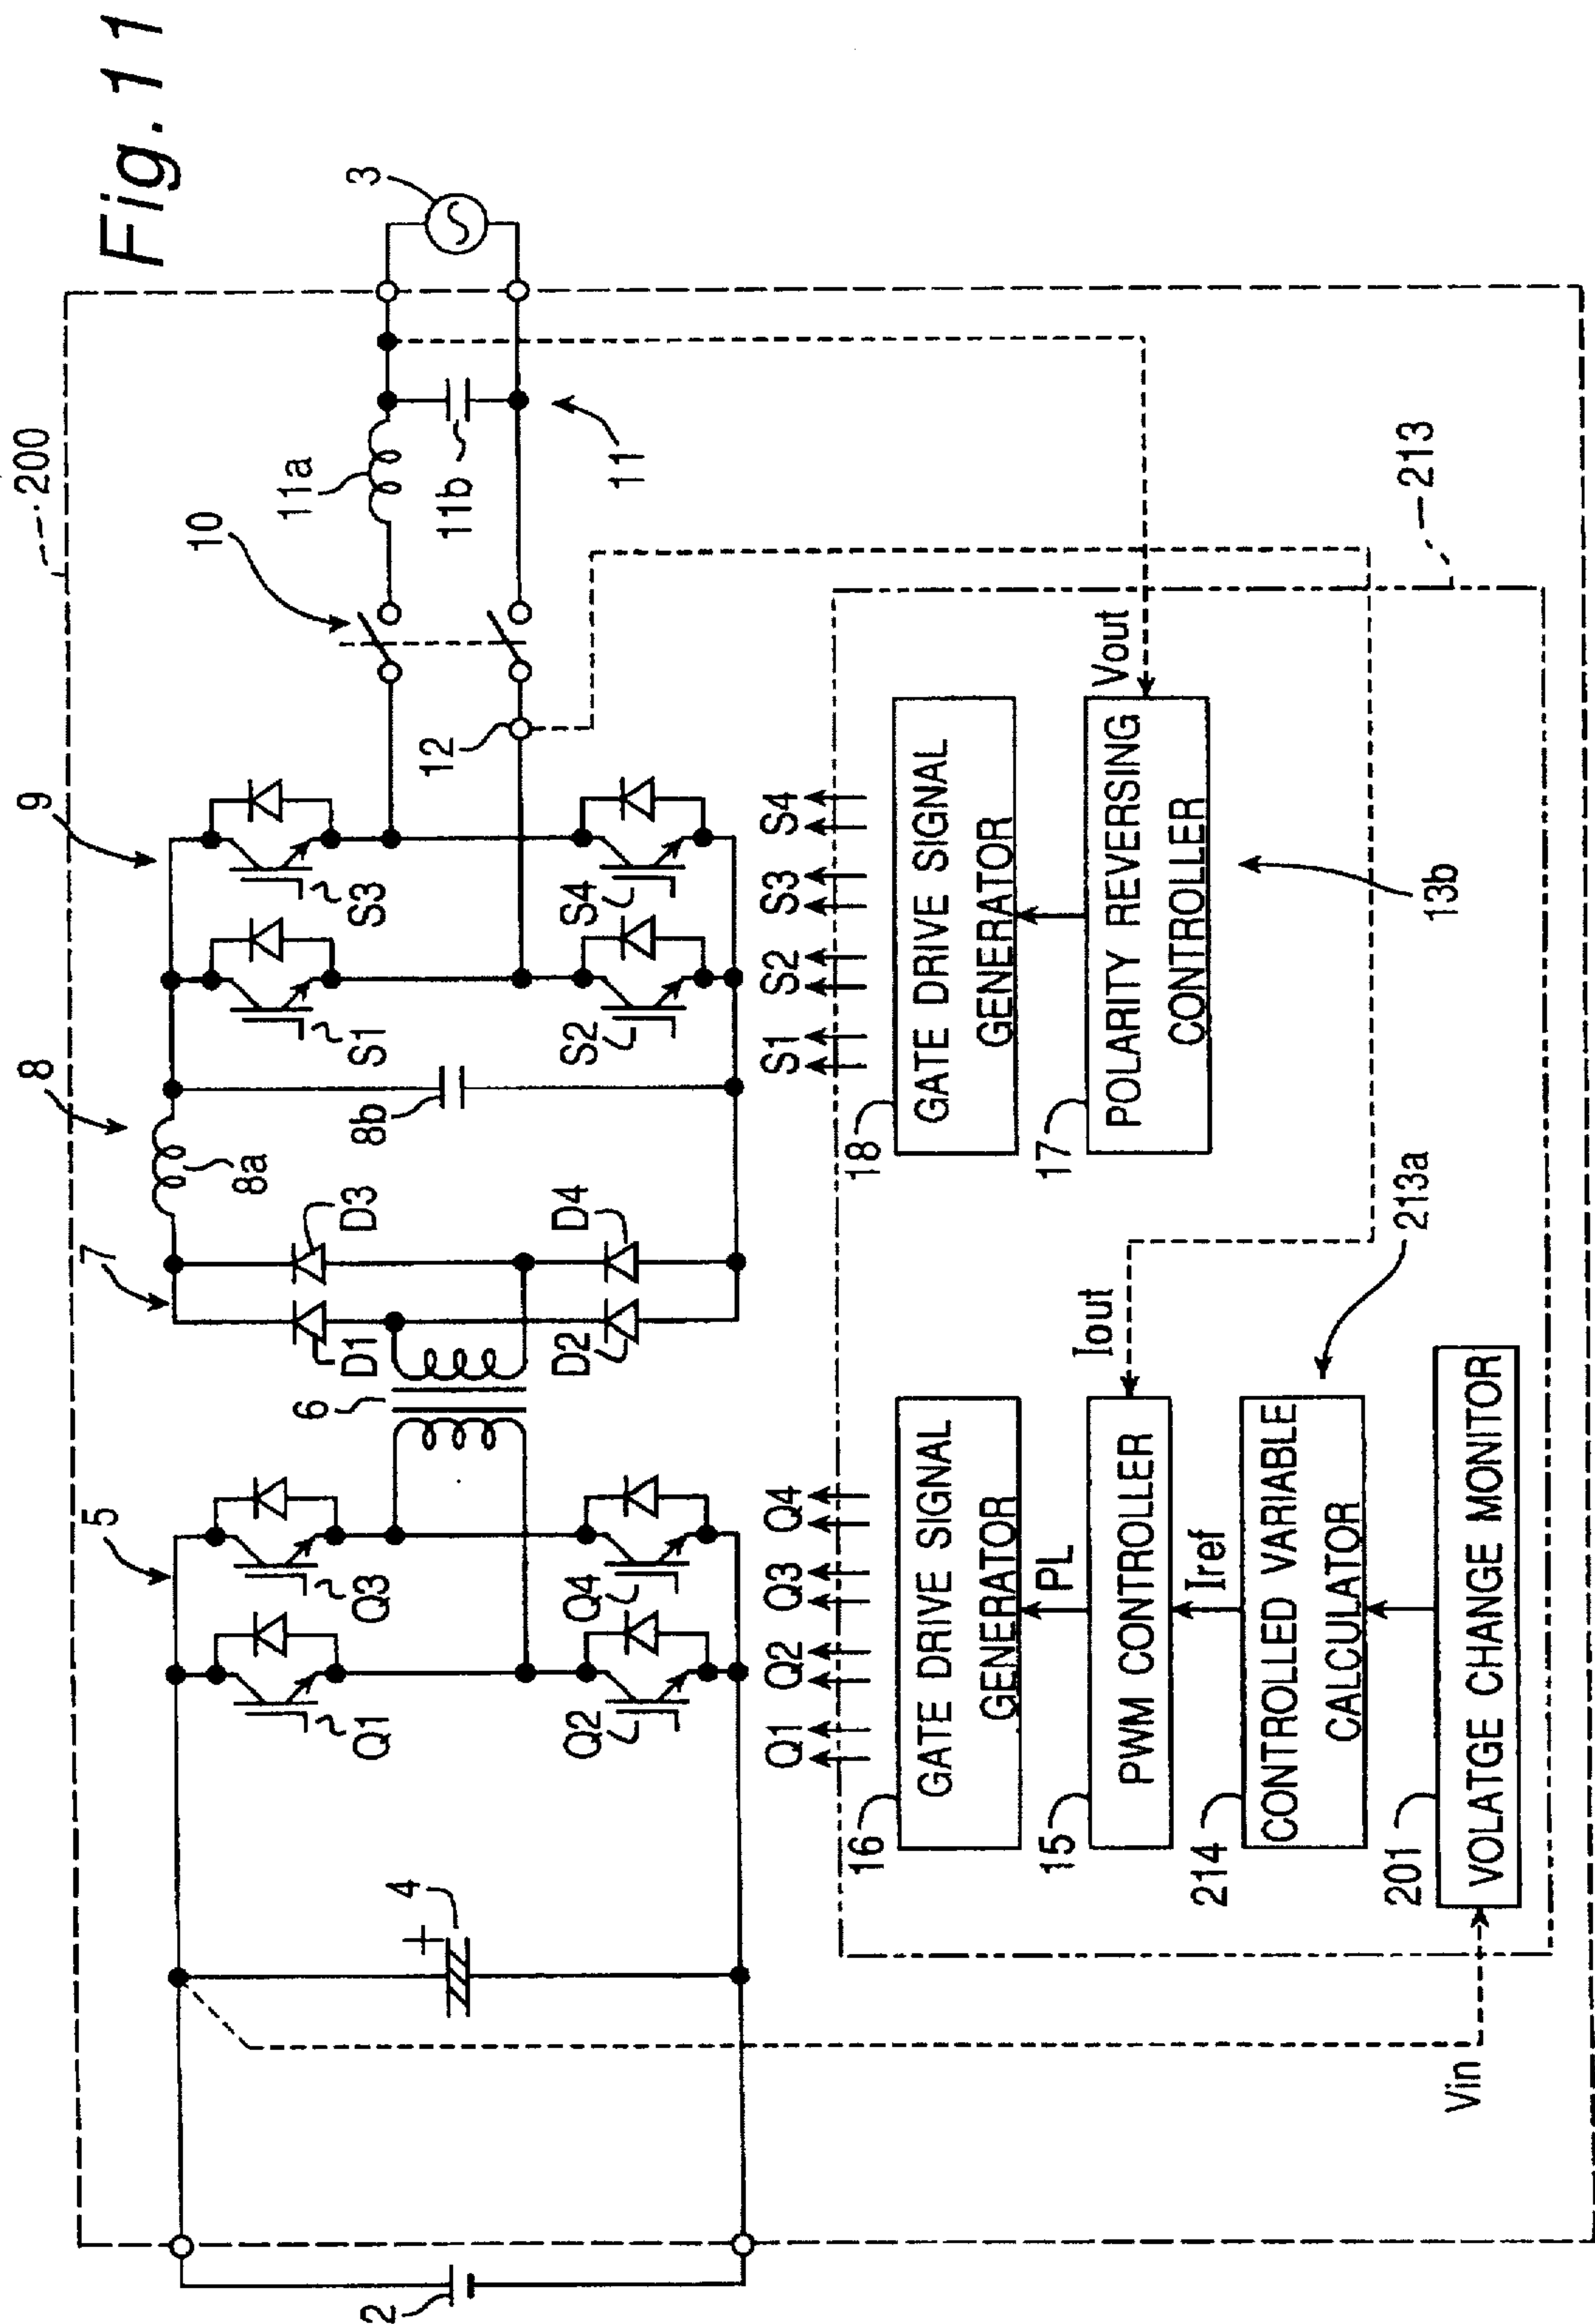 Fig. 11
200
5
7
8
9
10
3
Q1
Q3
Q2
Q4
4
2
6
D1
D3
D2
D4
8a
8b
S1
S3
S2
S4
12
11a
11b
11
Q1 Q2 Q3 Q4
S1 S2 S3 S4
16
GATE DRIVE SIGNAL
GENERATOR
PL
15
PWM CONTROLLER
Iout
Iref
214
CONTROLLED VARIABLE
CALCULATOR
213a
201
VOLATGE CHANGE MONITOR
Vin
18
GATE DRIVE SIGNAL
GENERATOR
17
POLARITY REVERSING
CONTROLLER
Vout
13b
213